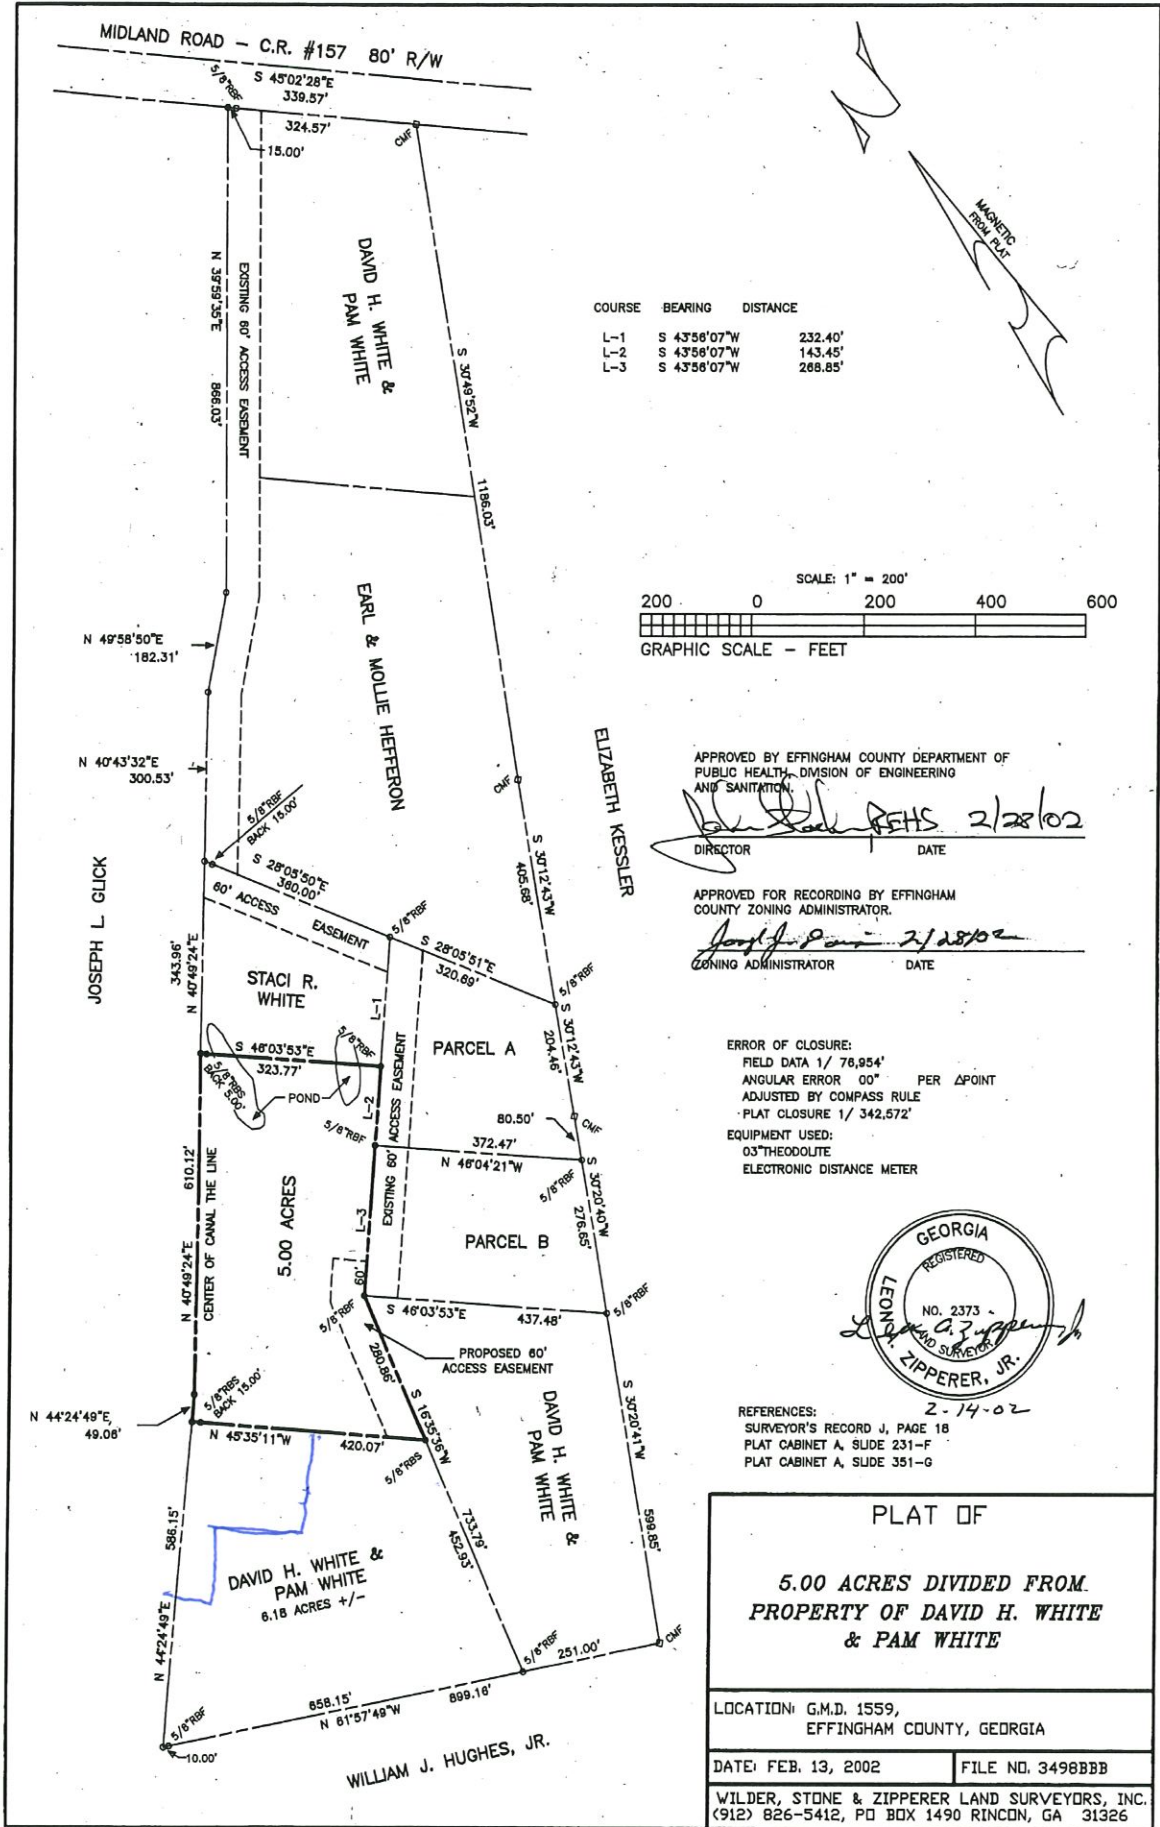 MIDLAND ROAD - C.R. #157 80' R/W
5/8"RBF
S 45°02'28"E
339.57'
324.57'
15.00'
CMF
MAGNETIC
FROM PLAT
N 39°59'35"E
866.03'
EXISTING 60' ACCESS EASEMENT
DAVID H. WHITE &
PAM WHITE
S 30°49'52"W
1186.03'
COURSE BEARING DISTANCE
L-1 S 43°56'07"W 232.40'
L-2 S 43°56'07"W 143.45'
L-3 S 43°56'07"W 268.85'
SCALE: 1" = 200'
200 0 200 400 600
GRAPHIC SCALE - FEET
N 49°58'50"E
182.31'
EARL & MOLLIE HEFFERON
N 40°43'32"E
300.53'
CMF
ELIZABETH KESSLER
5/8"RBF
BACK 15.00'
S 28°05'50"E
360.00'
60' ACCESS EASEMENT
S 30°12'43"W
405.68'
JOSEPH L GLICK
343.96'
N 40°49'24"E
5/8"RBF
S 28°05'51"E
320.69'
5/8"RBF
STACI R.
WHITE
L-1
PARCEL A
S 30°12'43"W
204.46'
5/8"RBF
S 46°03'53"E
323.77'
5/8"RBS
BACK 5.00'
POND
L-2
EXISTING 60' ACCESS EASEMENT
80.50'
CMF
5/8"RBF
372.47'
N 46°04'21"W
5/8"RBF
S 30°20'40"W
276.65'
610.12'
N 40°49'24"E
CENTER OF CANAL THE LINE
5.00 ACRES
L-3
PARCEL B
60'
S 46°03'53"E
437.48'
5/8"RBF
5/8"RBF
PROPOSED 60'
ACCESS EASEMENT
280.86'
S 16°35'36"W
N 44°24'49"E,
49.06'
5/8"RBS
BACK 15.00'
N 45°35'11"W
420.07'
5/8"RBS
DAVID H. WHITE &
PAM WHITE
S 30°20'41"W
599.85'
586.15'
N 44°24'49"E
733.79'
452.93'
DAVID H. WHITE &
PAM WHITE
6.18 ACRES +/-
5/8"RBF
251.00'
CMF
658.15'
899.16'
N 61°57'49"W
5/8"RBF
10.00'
WILLIAM J. HUGHES, JR.
APPROVED BY EFFINGHAM COUNTY DEPARTMENT OF
PUBLIC HEALTH, DIVISION OF ENGINEERING
AND SANITATION.
REHS 2/28/02
DIRECTOR DATE
APPROVED FOR RECORDING BY EFFINGHAM
COUNTY ZONING ADMINISTRATOR.
2/28/02
ZONING ADMINISTRATOR DATE
ERROR OF CLOSURE:
FIELD DATA 1/ 76,954'
ANGULAR ERROR 00" PER ΔPOINT
ADJUSTED BY COMPASS RULE
PLAT CLOSURE 1/ 342,572'
EQUIPMENT USED:
03"THEODOLITE
ELECTRONIC DISTANCE METER
GEORGIA
REGISTERED
NO. 2373
LAND SURVEYOR
LEON A. ZIPPERER, JR.
2-14-02
REFERENCES:
SURVEYOR'S RECORD J, PAGE 18
PLAT CABINET A, SLIDE 231-F
PLAT CABINET A, SLIDE 351-G
PLAT OF
5.00 ACRES DIVIDED FROM
PROPERTY OF DAVID H. WHITE
& PAM WHITE
LOCATION: G.M.D. 1559,
EFFINGHAM COUNTY, GEORGIA
DATE: FEB. 13, 2002 FILE NO. 3498BBB
WILDER, STONE & ZIPPERER LAND SURVEYORS, INC.
(912) 826-5412, PO BOX 1490 RINCON, GA 31326